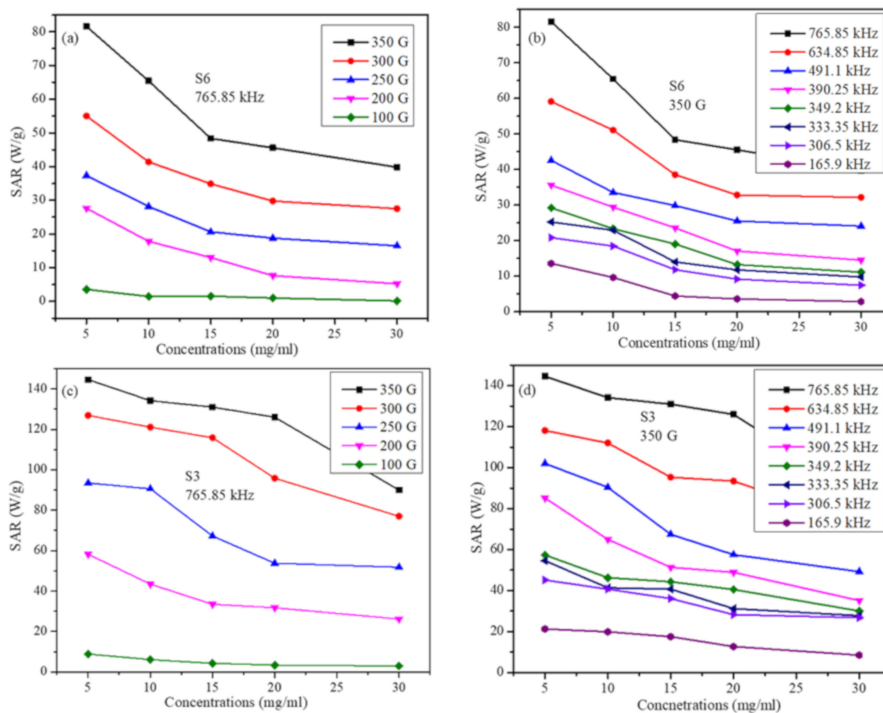 (a)
S6
765.85 kHz
350 G
300 G
250 G
200 G
100 G
SAR (W/g)
80
70
60
50
40
30
20
10
0
5 10 15 20 25 30
Concentrations (mg/ml)
(b)
S6
350 G
765.85 kHz
634.85 kHz
491.1 kHz
390.25 kHz
349.2 kHz
333.35 kHz
306.5 kHz
165.9 kHz
SAR (W/g)
80
70
60
50
40
30
20
10
0
5 10 15 20 25 30
Concentrations (mg/ml)
(c)
S3
765.85 kHz
350 G
300 G
250 G
200 G
100 G
SAR (W/g)
140
120
100
80
60
40
20
0
5 10 15 20 25 30
Concentrations (mg/ml)
(d)
S3
350 G
765.85 kHz
634.85 kHz
491.1 kHz
390.25 kHz
349.2 kHz
333.35 kHz
306.5 kHz
165.9 kHz
SAR (W/g)
140
120
100
80
60
40
20
0
5 10 15 20 25 30
Concnetrations (mg/ml)